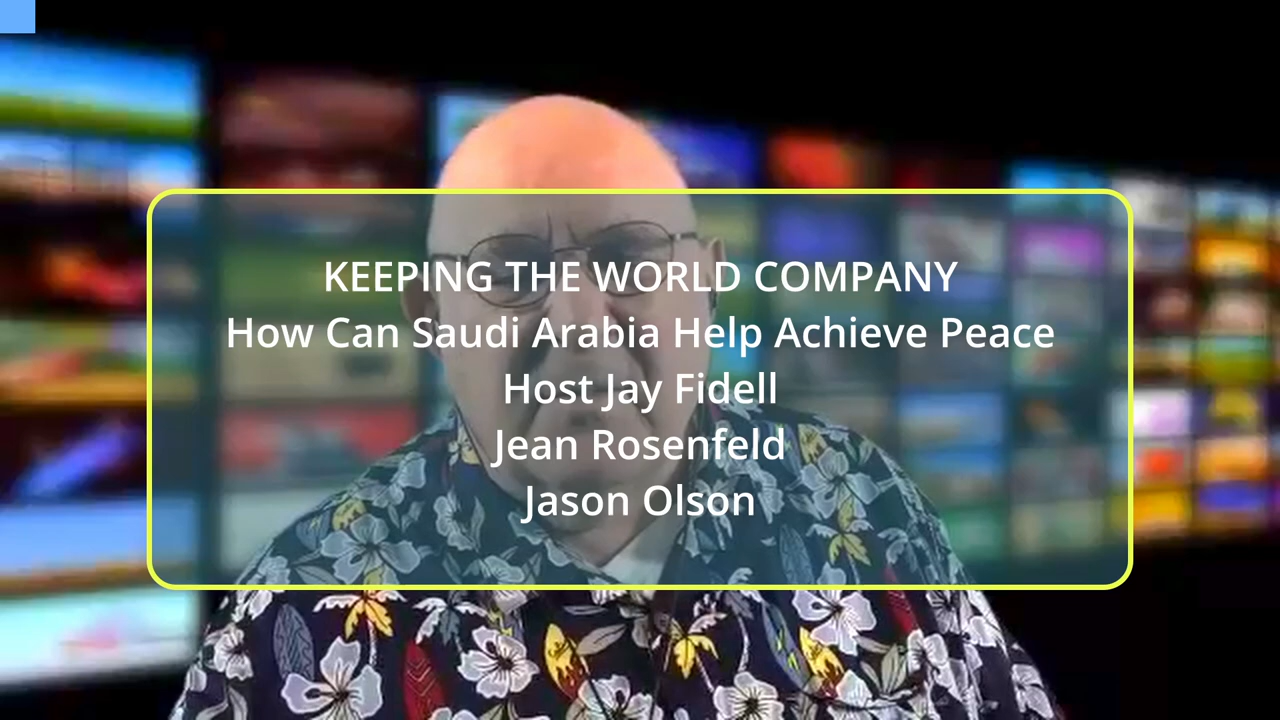 KEEPING THE WORLD COMPANY
How Can Saudi Arabia Help Achieve Peace
Host Jay Fidell
Jean Rosenfeld
Jason Olson